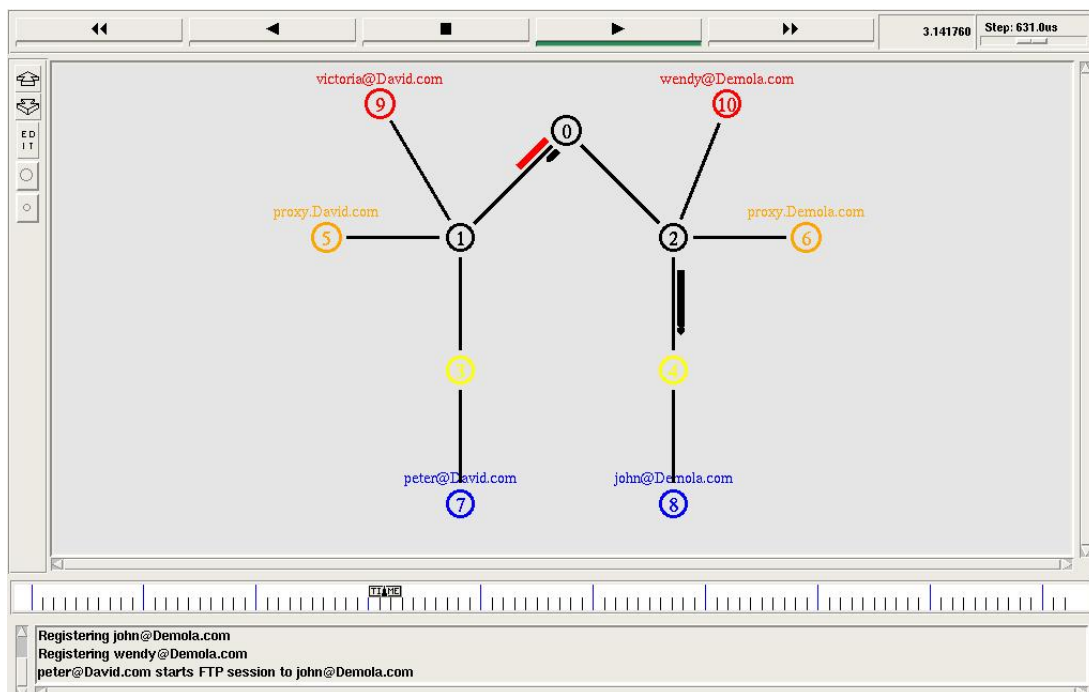 3.141760
Step: 631.0us
ED
IT
victoria@David.com
wendy@Demola.com
9
10
0
proxy.David.com
proxy.Demola.com
5
1
2
6
3
4
peter@David.com
john@Demola.com
7
8
TIME
Registering john@Demola.com
Registering wendy@Demola.com
peter@David.com starts FTP session to john@Demola.com